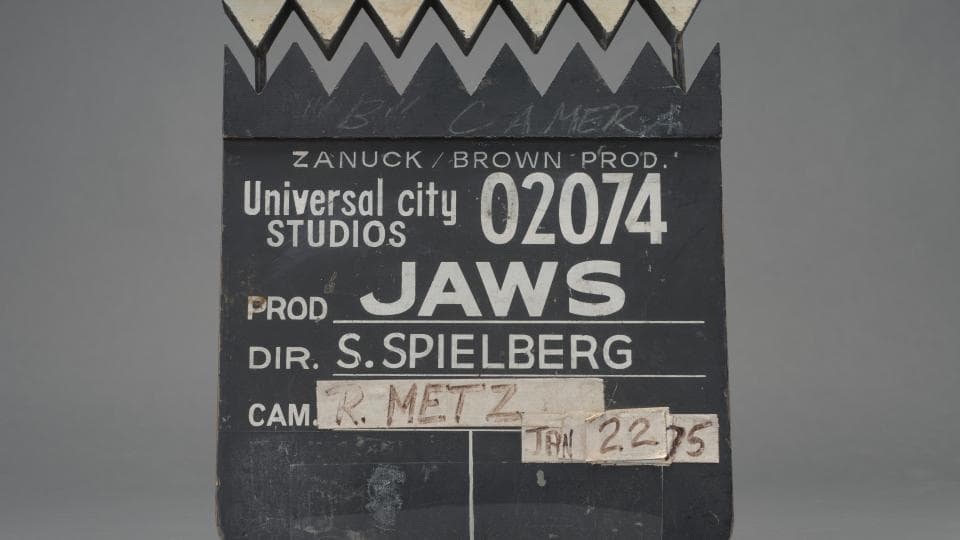 "B" CAMERA
ZANUCK / BROWN PROD.
Universal city
STUDIOS
02074
PROD JAWS
DIR. S. SPIELBERG
CAM. R. METZ
JAN 22 75